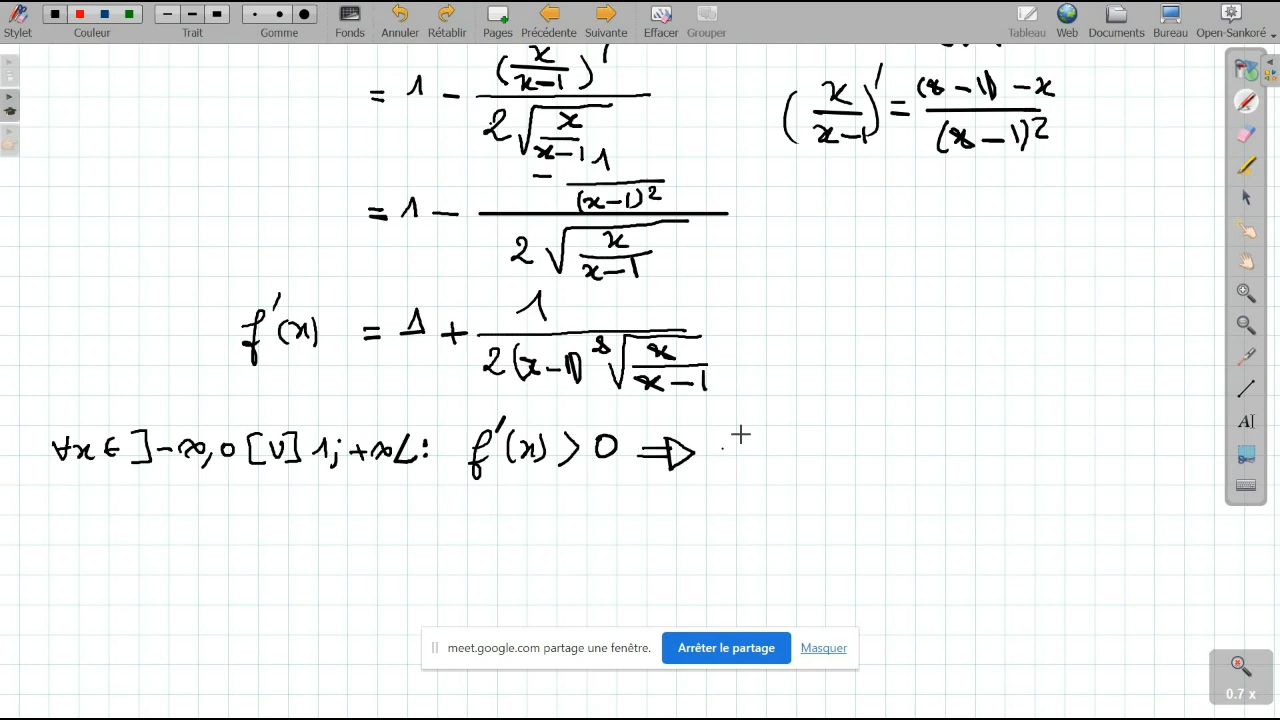 Stylet Couleur Trait Gomme Fonds Annuler Rétablir Pages Précédente Suivante Effacer Grouper Tableau Web Documents Bureau Open-Sankoré
= 1 - (x/(x-1))' / (2√(x/(x-1)))
(x/(x-1))' = ((x-1) - x) / (x-1)²
= 1 - (-1/(x-1)²) / (2√(x/(x-1)))
f'(x) = 1 + 1 / (2(x-1)²√(x/(x-1)))
∀x ∈ ]-∞, 0[ ∪ ]1; +∞[ : f'(x) > 0 ⇒
meet.google.com partage une fenêtre. Arrêter le partage Masquer
0.7 x